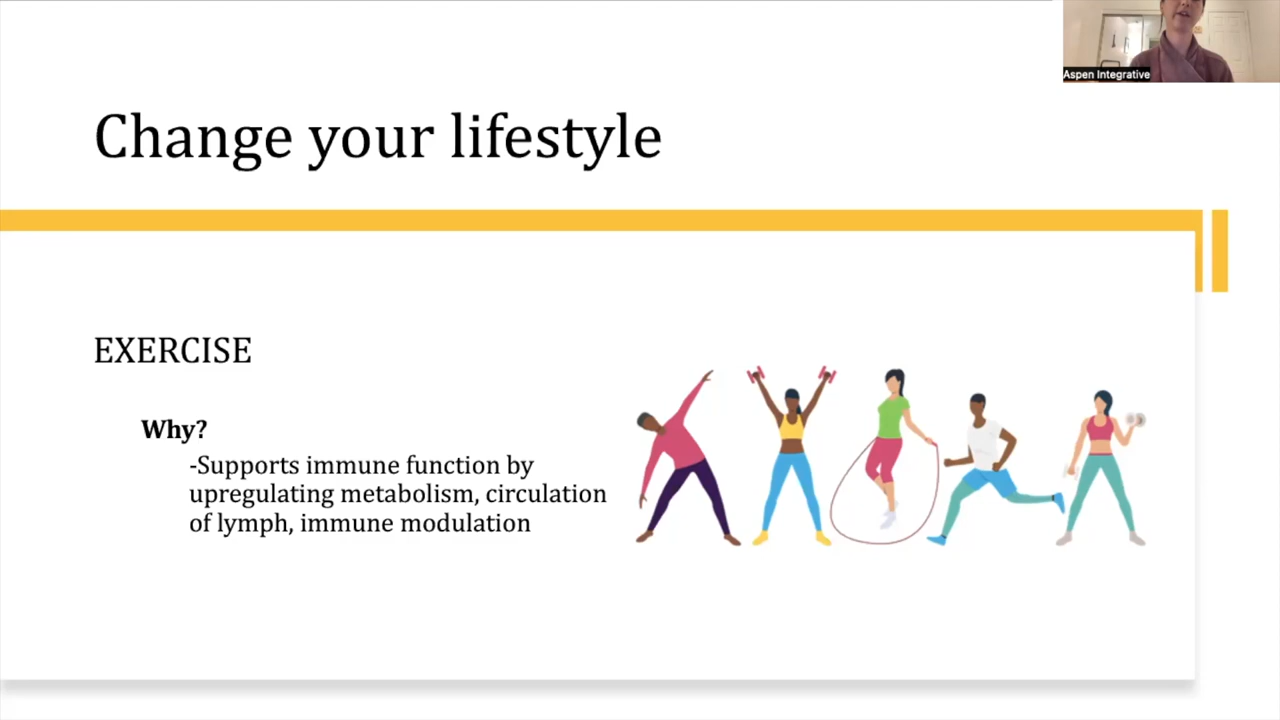 Aspen Integrative
Change your lifestyle
EXERCISE
Why?
-Supports immune function by
upregulating metabolism, circulation
of lymph, immune modulation